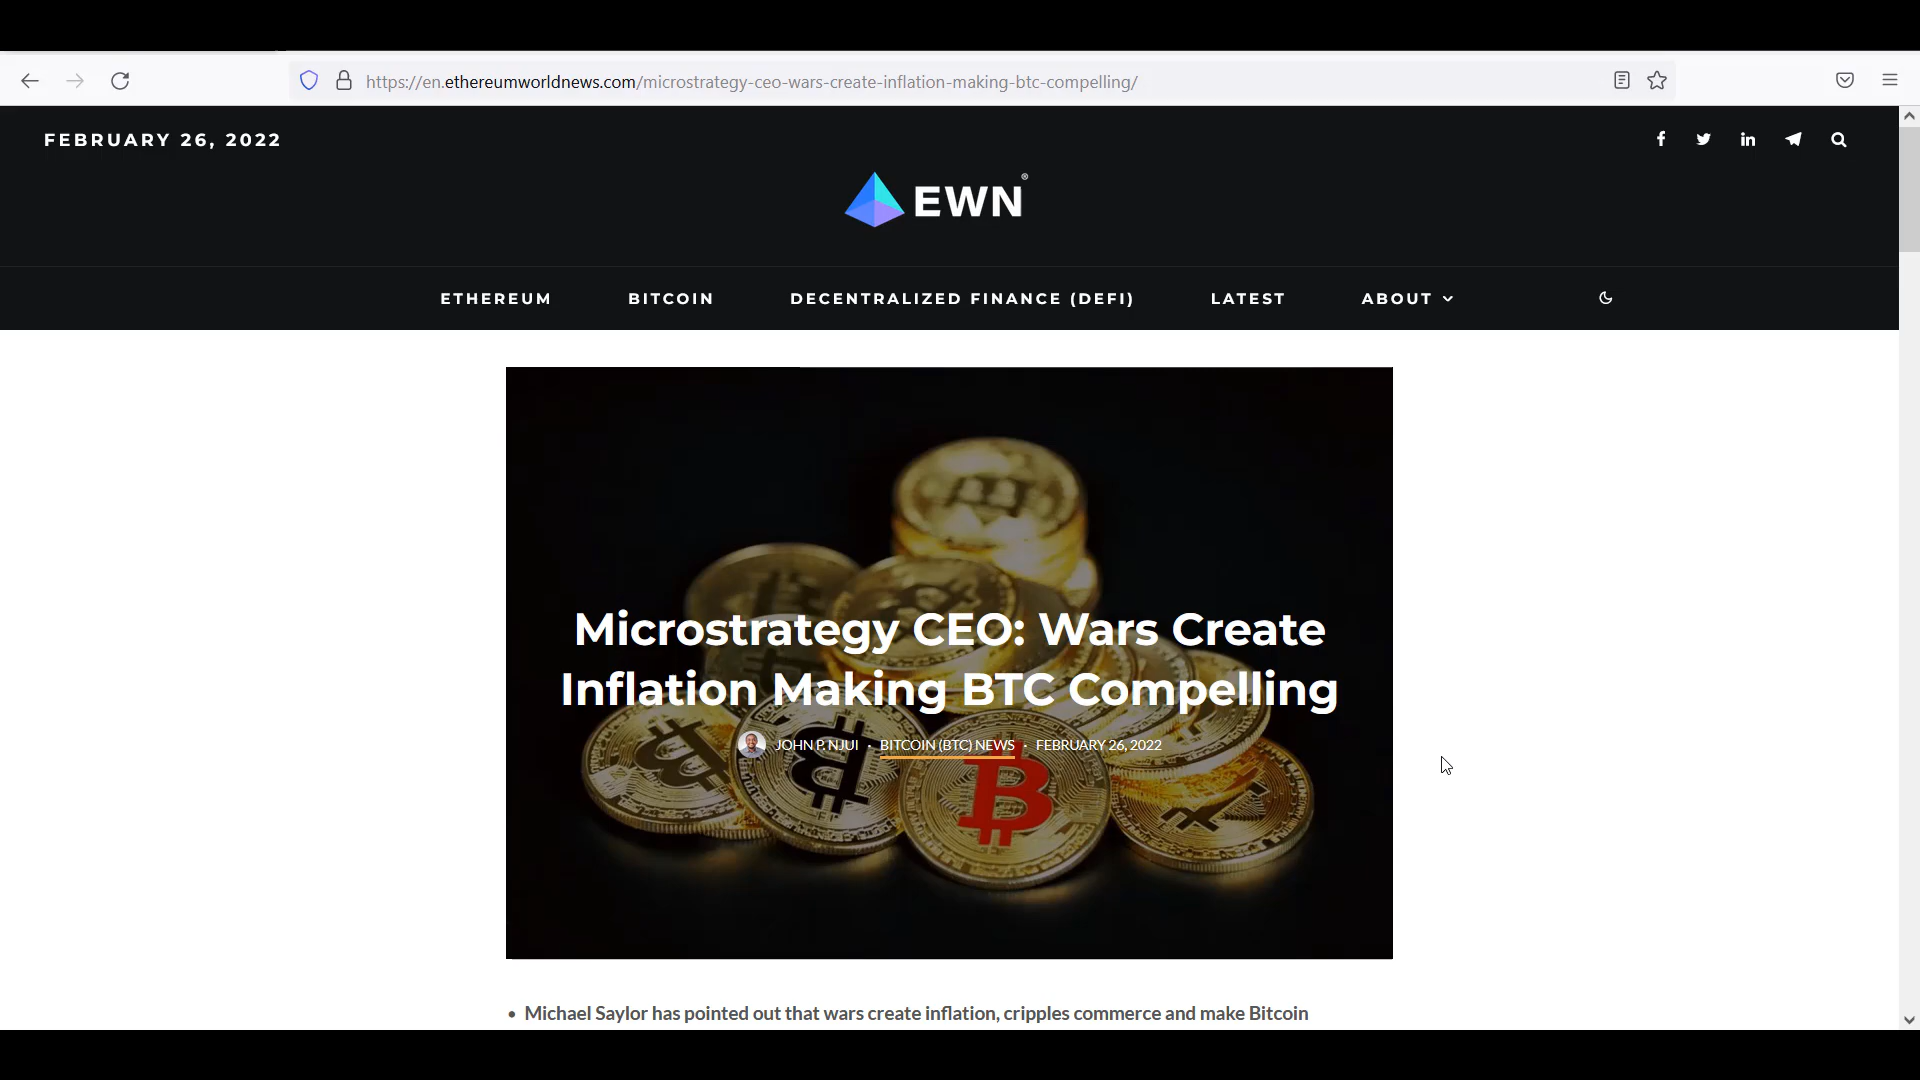 https://en.ethereumworldnews.com/microstrategy-ceo-wars-create-inflation-making-btc-compelling/
FEBRUARY 26, 2022
EWN®
ETHEREUM BITCOIN DECENTRALIZED FINANCE (DEFI) LATEST ABOUT
Microstrategy CEO: Wars Create
Inflation Making BTC Compelling
JOHN P. NJUI · BITCOIN (BTC) NEWS · FEBRUARY 26, 2022
• Michael Saylor has pointed out that wars create inflation, cripples commerce and make Bitcoin